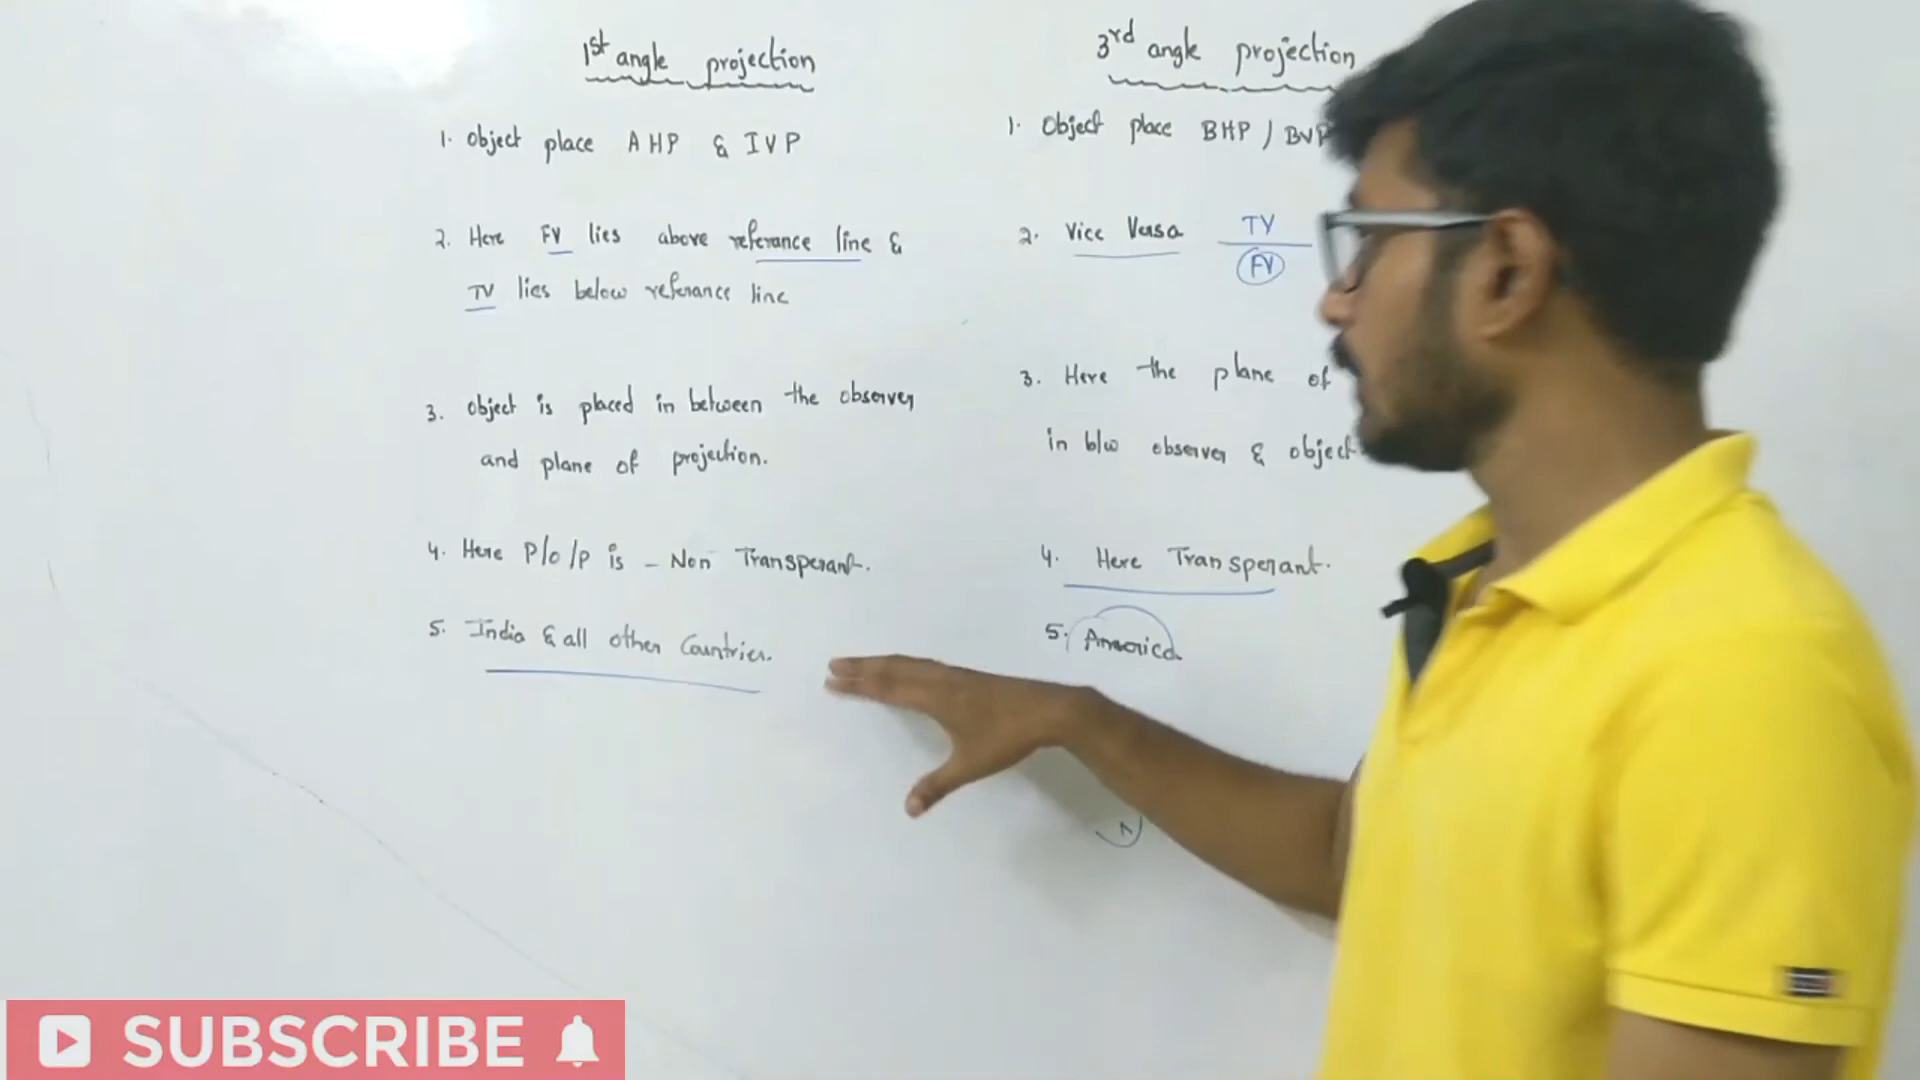 1st angle projection
1. Object place AHP & IVP
2. Here FV lies above referance line &
TV lies below referance line
3. object is placed in between the observer
and plane of projection.
4. Here P/o/p is - Non Transperant.
5. India & all other Countries.
3rd angle projection
1. Object place BHP / BVP
2. Vice Versa TV
FV
3. Here the plane of
in b/w observer & object
4. Here Transperant.
5. America
SUBSCRIBE